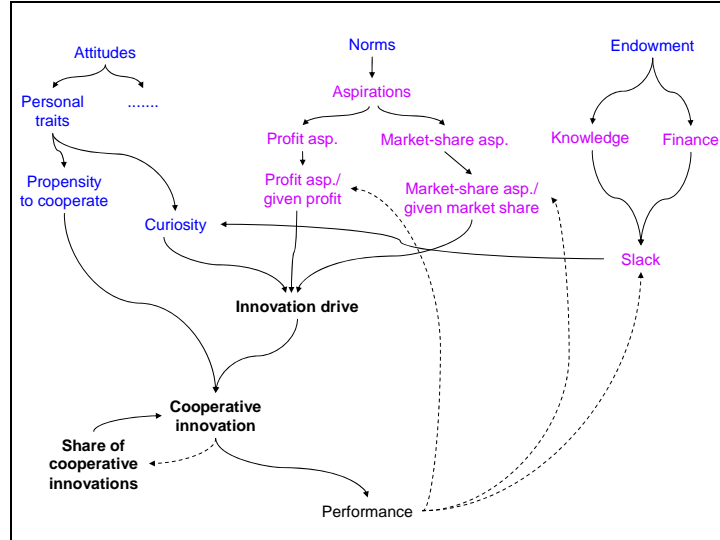 Norms
Endowment
Attitudes
Aspirations
Personal
traits
.......
Profit asp.
Market-share asp.
Knowledge
Finance
Propensity
to cooperate
Profit asp./
given profit
Market-share asp./
given market share
Curiosity
Slack
Innovation drive
Cooperative
innovation
Share of
cooperative
innovations
Performance